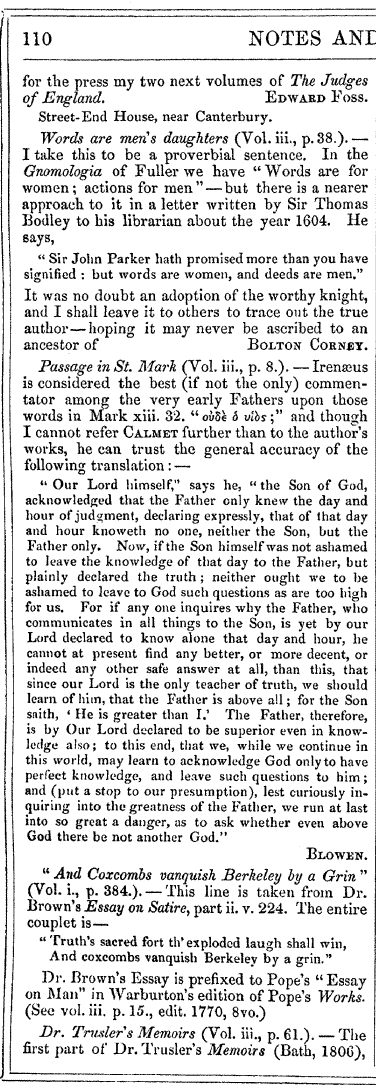 110 NOTES AND
for the press my two next volumes of The Judges
of England. EDWARD FOSS.
Street-End House, near Canterbury.
Words are men's daughters (Vol. iii., p. 38.). —
I take this to be a proverbial sentence. In the
Gnomologia of Fuller we have "Words are for
women; actions for men" — but there is a nearer
approach to it in a letter written by Sir Thomas
Bodley to his librarian about the year 1604. He
says,
"Sir John Parker hath promised more than you have
signified: but words are women, and deeds are men."
It was no doubt an adoption of the worthy knight,
and I shall leave it to others to trace out the true
author — hoping it may never be ascribed to an
ancestor of BOLTON CORNEY.
Passage in St. Mark (Vol. iii., p. 8.). — Irenæus
is considered the best (if not the only) commen-
tator among the very early Fathers upon those
words in Mark xiii. 32. "οὐδὲ ὁ υἱὸς;" and though
I cannot refer CALMET further than to the author's
works, he can trust the general accuracy of the
following translation: —
"Our Lord himself," says he, "the Son of God,
acknowledged that the Father only knew the day and
hour of judgment, declaring expressly, that of that day
and hour knoweth no one, neither the Son, but the
Father only. Now, if the Son himself was not ashamed
to leave the knowledge of that day to the Father, but
plainly declared the truth; neither ought we to be
ashamed to leave to God such questions as are too high
for us. For if any one inquires why the Father, who
communicates in all things to the Son, is yet by our
Lord declared to know alone that day and hour, he
cannot at present find any better, or more decent, or
indeed any other safe answer at all, than this, that
since our Lord is the only teacher of truth, we should
learn of him, that the Father is above all; for the Son
saith, 'He is greater than I.' The Father, therefore,
is by Our Lord declared to be superior even in know-
ledge also; to this end, that we, while we continue in
this world, may learn to acknowledge God only to have
perfect knowledge, and leave such questions to him;
and (put a stop to our presumption), lest curiously in-
quiring into the greatness of the Father, we run at last
into so great a danger, as to ask whether even above
God there be not another God."
BLOWEN.
"And Coxcombs vanquish Berkeley by a Grin"
(Vol. i., p. 384.). — This line is taken from Dr.
Brown's Essay on Satire, part ii. v. 224. The entire
couplet is —
"Truth's sacred fort th' exploded laugh shall win,
And coxcombs vanquish Berkeley by a grin."
Dr. Brown's Essay is prefixed to Pope's "Essay
on Man" in Warburton's edition of Pope's Works.
(See vol. iii. p. 15., edit. 1770, 8vo.)
Dr. Trusler's Memoirs (Vol. iii., p. 61.). — The
first part of Dr. Trusler's Memoirs (Bath, 1806),